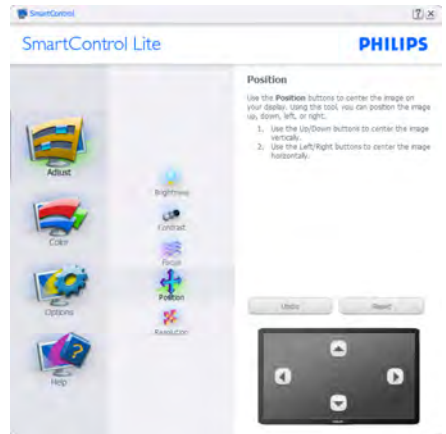 SmartControl
SmartControl Lite
PHILIPS
Position
Use the Position buttons to center the image on
your display. Using the tool, you can position the image
up, down, left, or right.
1. Use the Up/Down buttons to center the image
vertically.
2. Use the Left/Right buttons to center the image
horizontally.
Adjust
Color
Options
Help
Brightness
Contrast
Focus
Position
Resolution
Undo
Reset